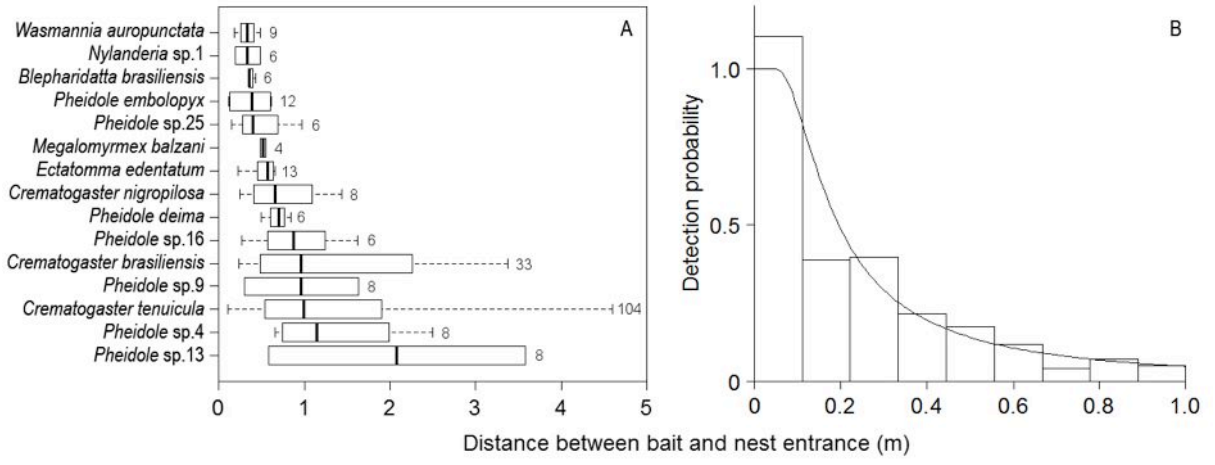 A
Wasmannia auropunctata 9
Nylanderia sp.1 6
Blepharidatta brasiliensis 6
Pheidole embolopyx 12
Pheidole sp.25 6
Megalomyrmex balzani 4
Ectatomma edentatum 13
Crematogaster nigropilosa 8
Pheidole deima 6
Pheidole sp.16 6
Crematogaster brasiliensis 33
Pheidole sp.9 8
Crematogaster tenuicula 104
Pheidole sp.4 8
Pheidole sp.13 8
0 1 2 3 4 5
B
Detection probability
1.0
0.5
0
0 0.2 0.4 0.6 0.8 1.0
Distance between bait and nest entrance (m)